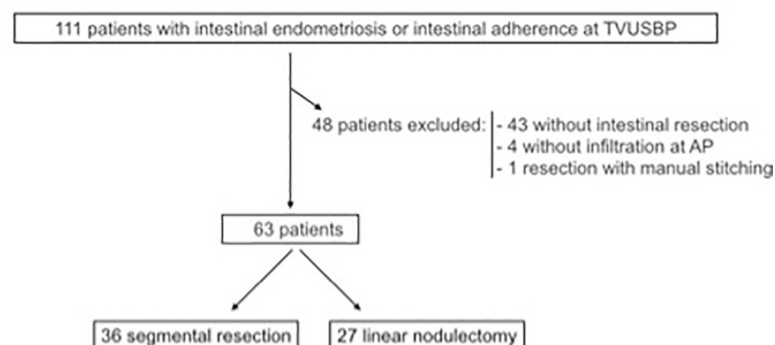 111 patients with intestinal endometriosis or intestinal adherence at TVUSBP
48 patients excluded:
- 43 without intestinal resection
- 4 without infiltration at AP
- 1 resection with manual stitching
63 patients
36 segmental resection
27 linear nodulectomy